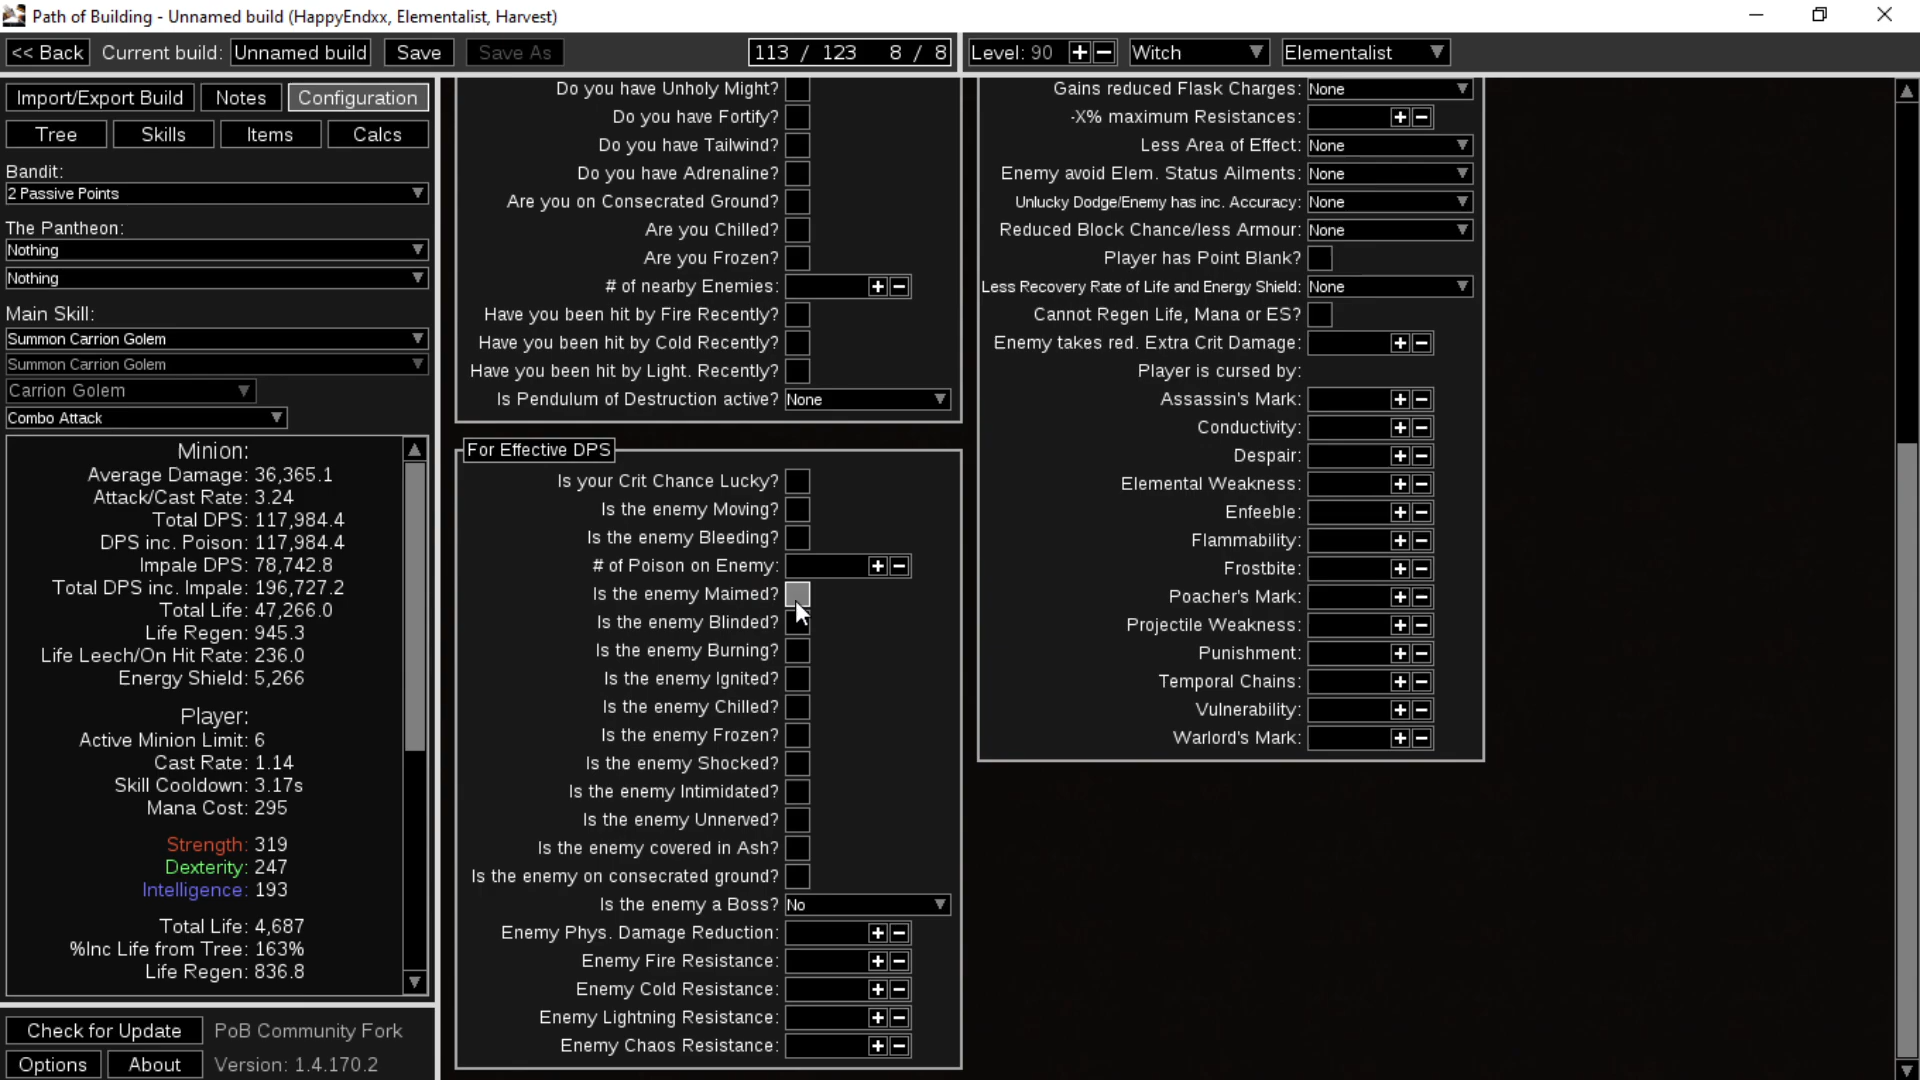 Path of Building - Unnamed build (HappyEndxx, Elementalist, Harvest)
<< Back Current build: Unnamed build Save Save As 113 / 123 8 / 8 Level: 90 Witch Elementalist
Import/Export Build Notes Configuration
Tree Skills Items Calcs
Bandit:
2 Passive Points
The Pantheon:
Nothing
Nothing
Main Skill:
Summon Carrion Golem
Summon Carrion Golem
Carrion Golem
Combo Attack
Minion:
Average Damage: 36,365.1
Attack/Cast Rate: 3.24
Total DPS: 117,984.4
DPS inc. Poison: 117,984.4
Impale DPS: 78,742.8
Total DPS inc. Impale: 196,727.2
Total Life: 47,266.0
Life Regen: 945.3
Life Leech/On Hit Rate: 236.0
Energy Shield: 5,266
Player:
Active Minion Limit: 6
Cast Rate: 1.14
Skill Cooldown: 3.17s
Mana Cost: 295
Strength: 319
Dexterity: 247
Intelligence: 193
Total Life: 4,687
%Inc Life from Tree: 163%
Life Regen: 836.8
Check for Update PoB Community Fork
Options About Version: 1.4.170.2
Do you have Unholy Might?
Do you have Fortify?
Do you have Tailwind?
Do you have Adrenaline?
Are you on Consecrated Ground?
Are you Chilled?
Are you Frozen?
# of nearby Enemies:
Have you been hit by Fire Recently?
Have you been hit by Cold Recently?
Have you been hit by Light. Recently?
Is Pendulum of Destruction active? None
For Effective DPS
Is your Crit Chance Lucky?
Is the enemy Moving?
Is the enemy Bleeding?
# of Poison on Enemy:
Is the enemy Maimed?
Is the enemy Blinded?
Is the enemy Burning?
Is the enemy Ignited?
Is the enemy Chilled?
Is the enemy Frozen?
Is the enemy Shocked?
Is the enemy Intimidated?
Is the enemy Unnerved?
Is the enemy covered in Ash?
Is the enemy on consecrated ground?
Is the enemy a Boss? No
Enemy Phys. Damage Reduction:
Enemy Fire Resistance:
Enemy Cold Resistance:
Enemy Lightning Resistance:
Enemy Chaos Resistance:
Gains reduced Flask Charges: None
-X% maximum Resistances:
Less Area of Effect: None
Enemy avoid Elem. Status Ailments: None
Unlucky Dodge/Enemy has inc. Accuracy: None
Reduced Block Chance/less Armour: None
Player has Point Blank?
Less Recovery Rate of Life and Energy Shield: None
Cannot Regen Life, Mana or ES?
Enemy takes red. Extra Crit Damage:
Player is cursed by:
Assassin's Mark:
Conductivity:
Despair:
Elemental Weakness:
Enfeeble:
Flammability:
Frostbite:
Poacher's Mark:
Projectile Weakness:
Punishment:
Temporal Chains:
Vulnerability:
Warlord's Mark: